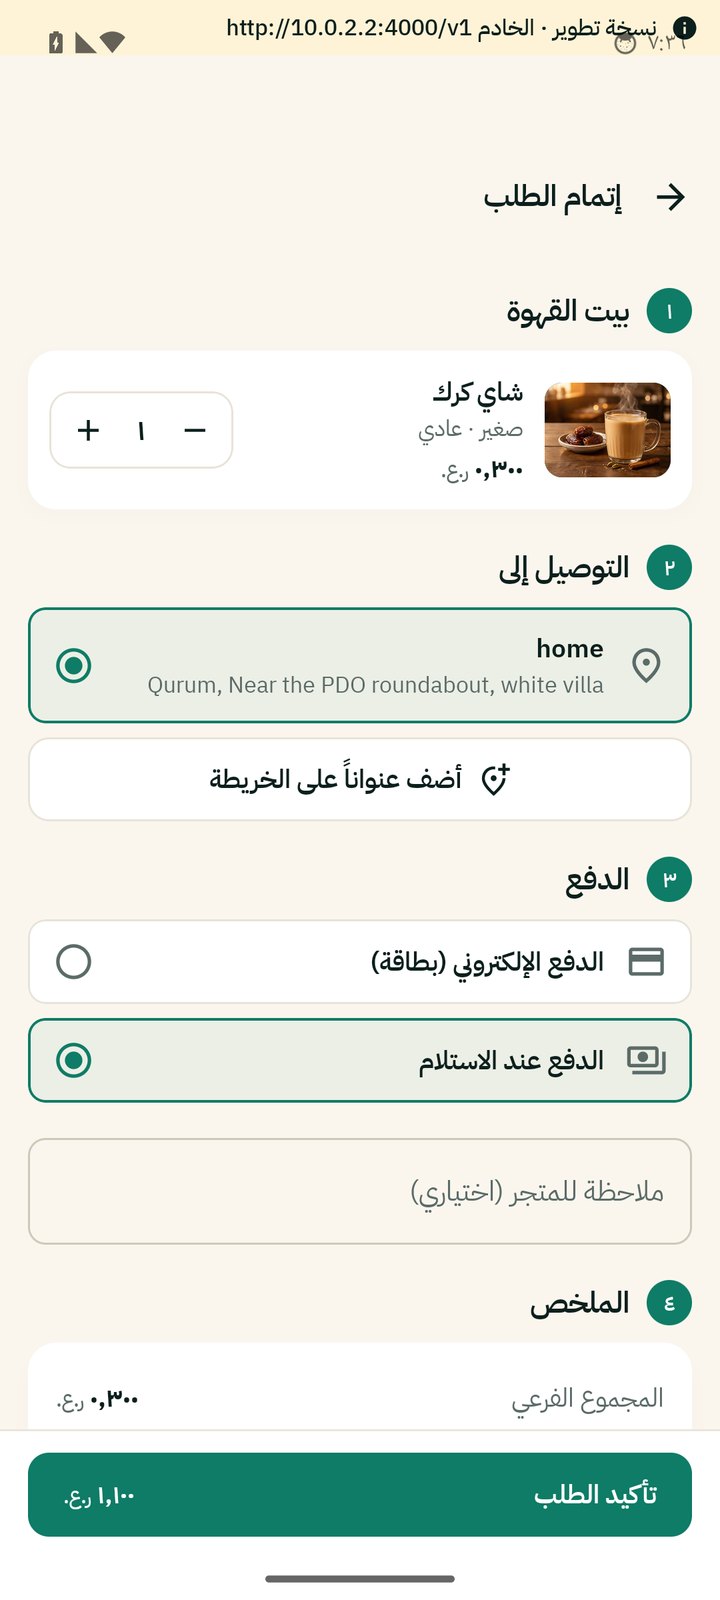 نسخة تطوير · الخادم http://10.0.2.2:4000/v1
٧:٣٦
إتمام الطلب
١ بيت القهوة
شاي كرك
صغير · عادي
٠٫٣٠٠ ر.ع.
١
٢ التوصيل إلى
home
Qurum, Near the PDO roundabout, white villa
أضف عنواناً على الخريطة
٣ الدفع
الدفع الإلكتروني (بطاقة)
الدفع عند الاستلام
ملاحظة للمتجر (اختياري)
٤ الملخص
المجموع الفرعي ٠٫٣٠٠ ر.ع.
تأكيد الطلب ١٫١٠٠ ر.ع.